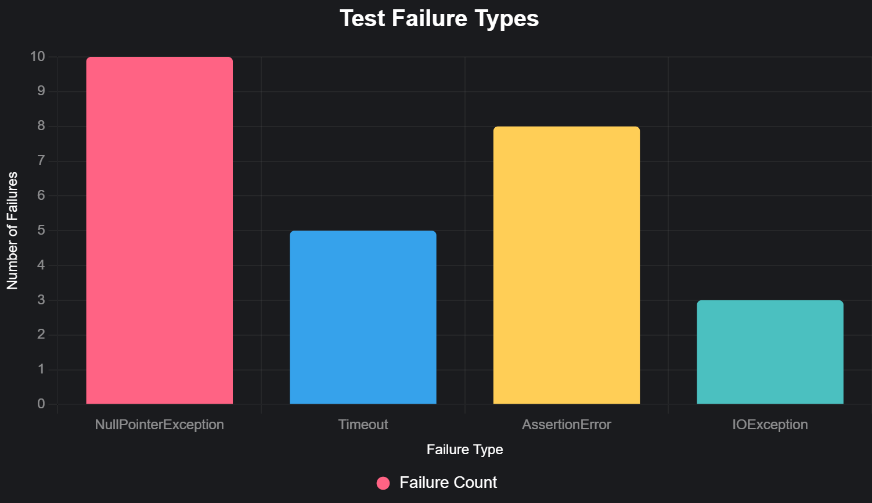 Test Failure Types
10
9
8
7
6
5
4
3
2
1
0
Number of Failures
NullPointerException Timeout AssertionError IOException
Failure Type
Failure Count